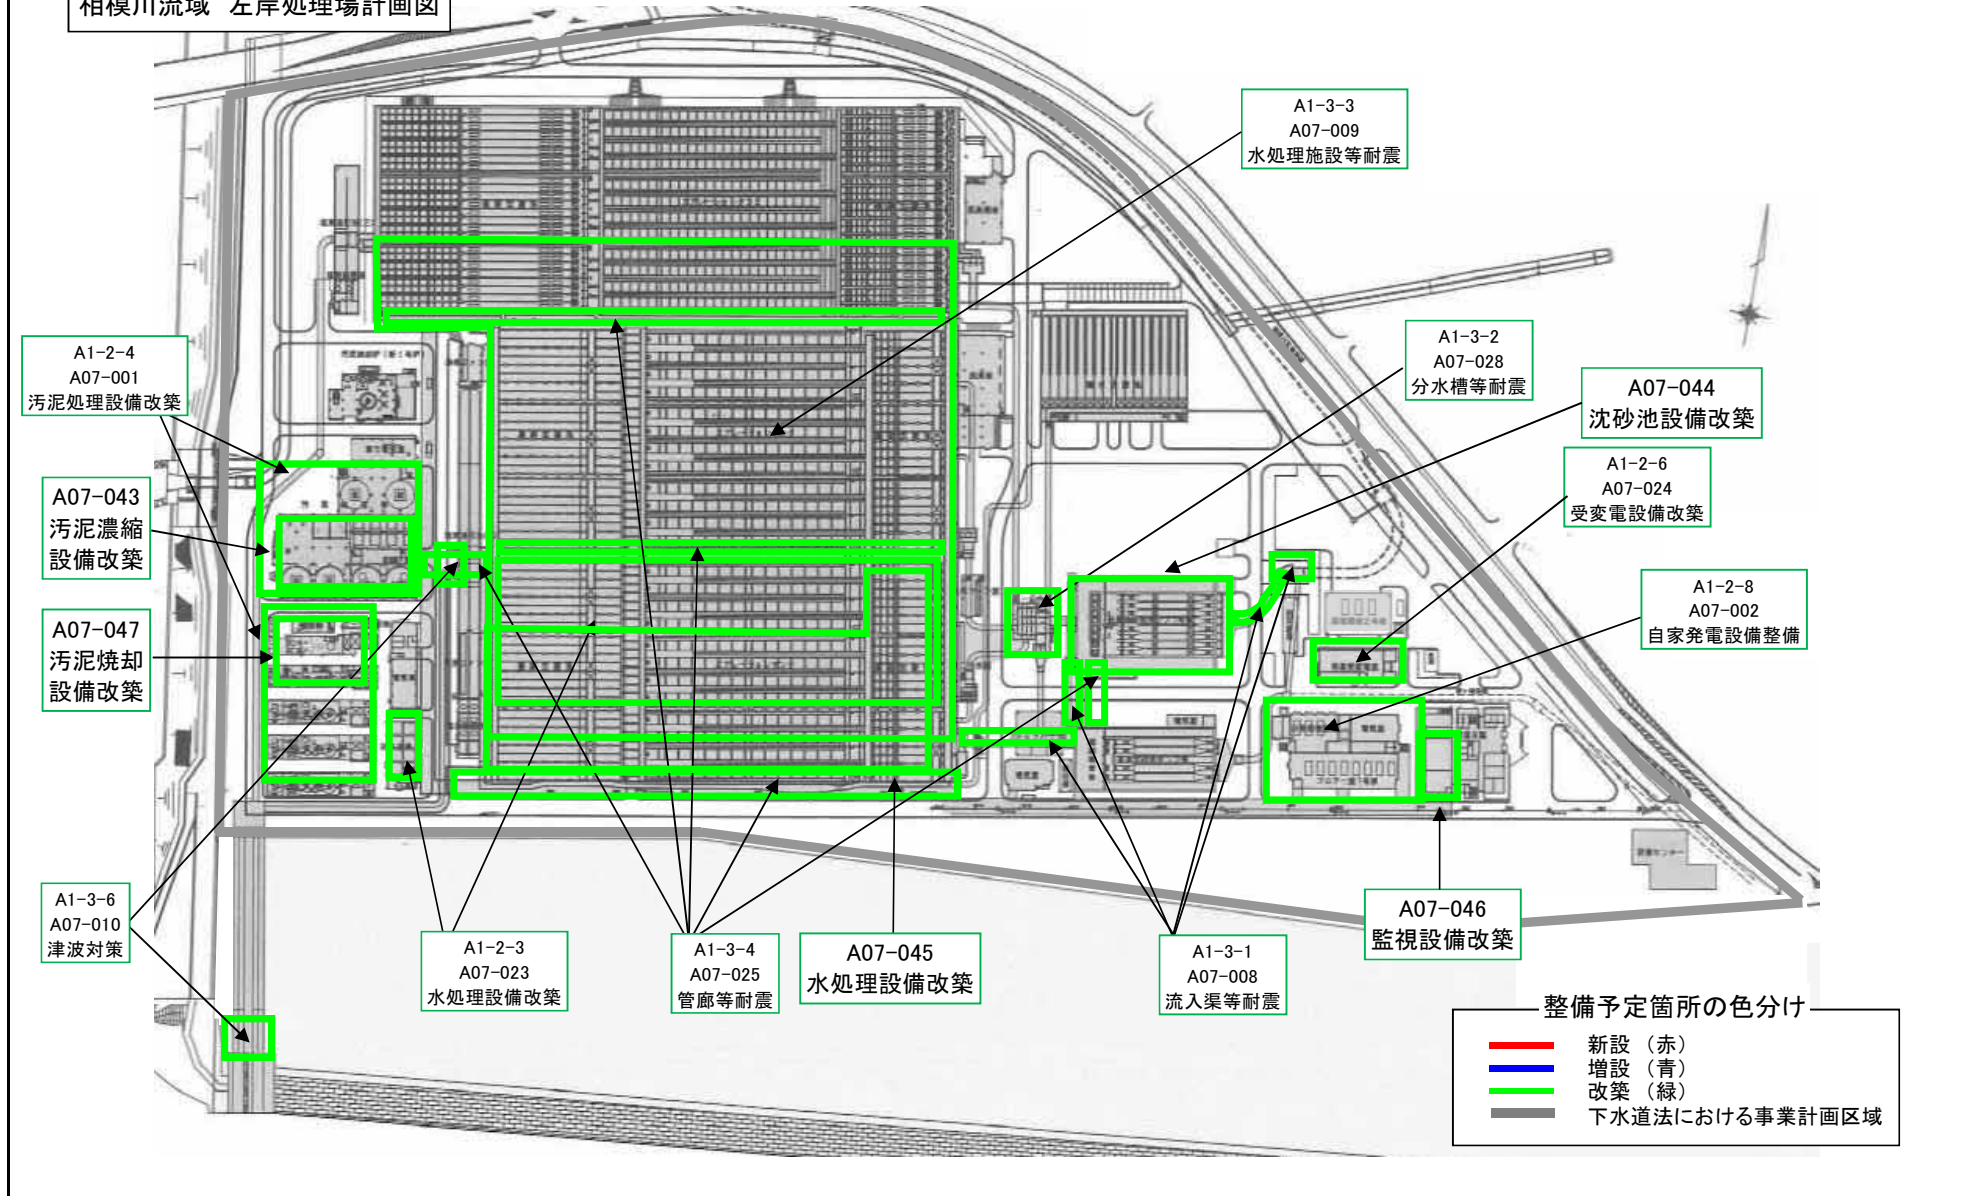 相模川流域 左岸処理場計画図
A1-3-3
A07-009
水処理施設等耐震
A1-3-2
A07-028
分水槽等耐震
A07-044
沈砂池設備改築
A1-2-6
A07-024
受変電設備改築
A1-2-8
A07-002
自家発電設備整備
A1-2-4
A07-001
汚泥処理設備改築
A07-043
汚泥濃縮
設備改築
A07-047
汚泥焼却
設備改築
A1-3-6
A07-010
津波対策
A1-2-3
A07-023
水処理設備改築
A1-3-4
A07-025
管廊等耐震
A07-045
水処理設備改築
A1-3-1
A07-008
流入渠等耐震
A07-046
監視設備改築
整備予定箇所の色分け
新設 （赤）
増設 （青）
改築 （緑）
下水道法における事業計画区域